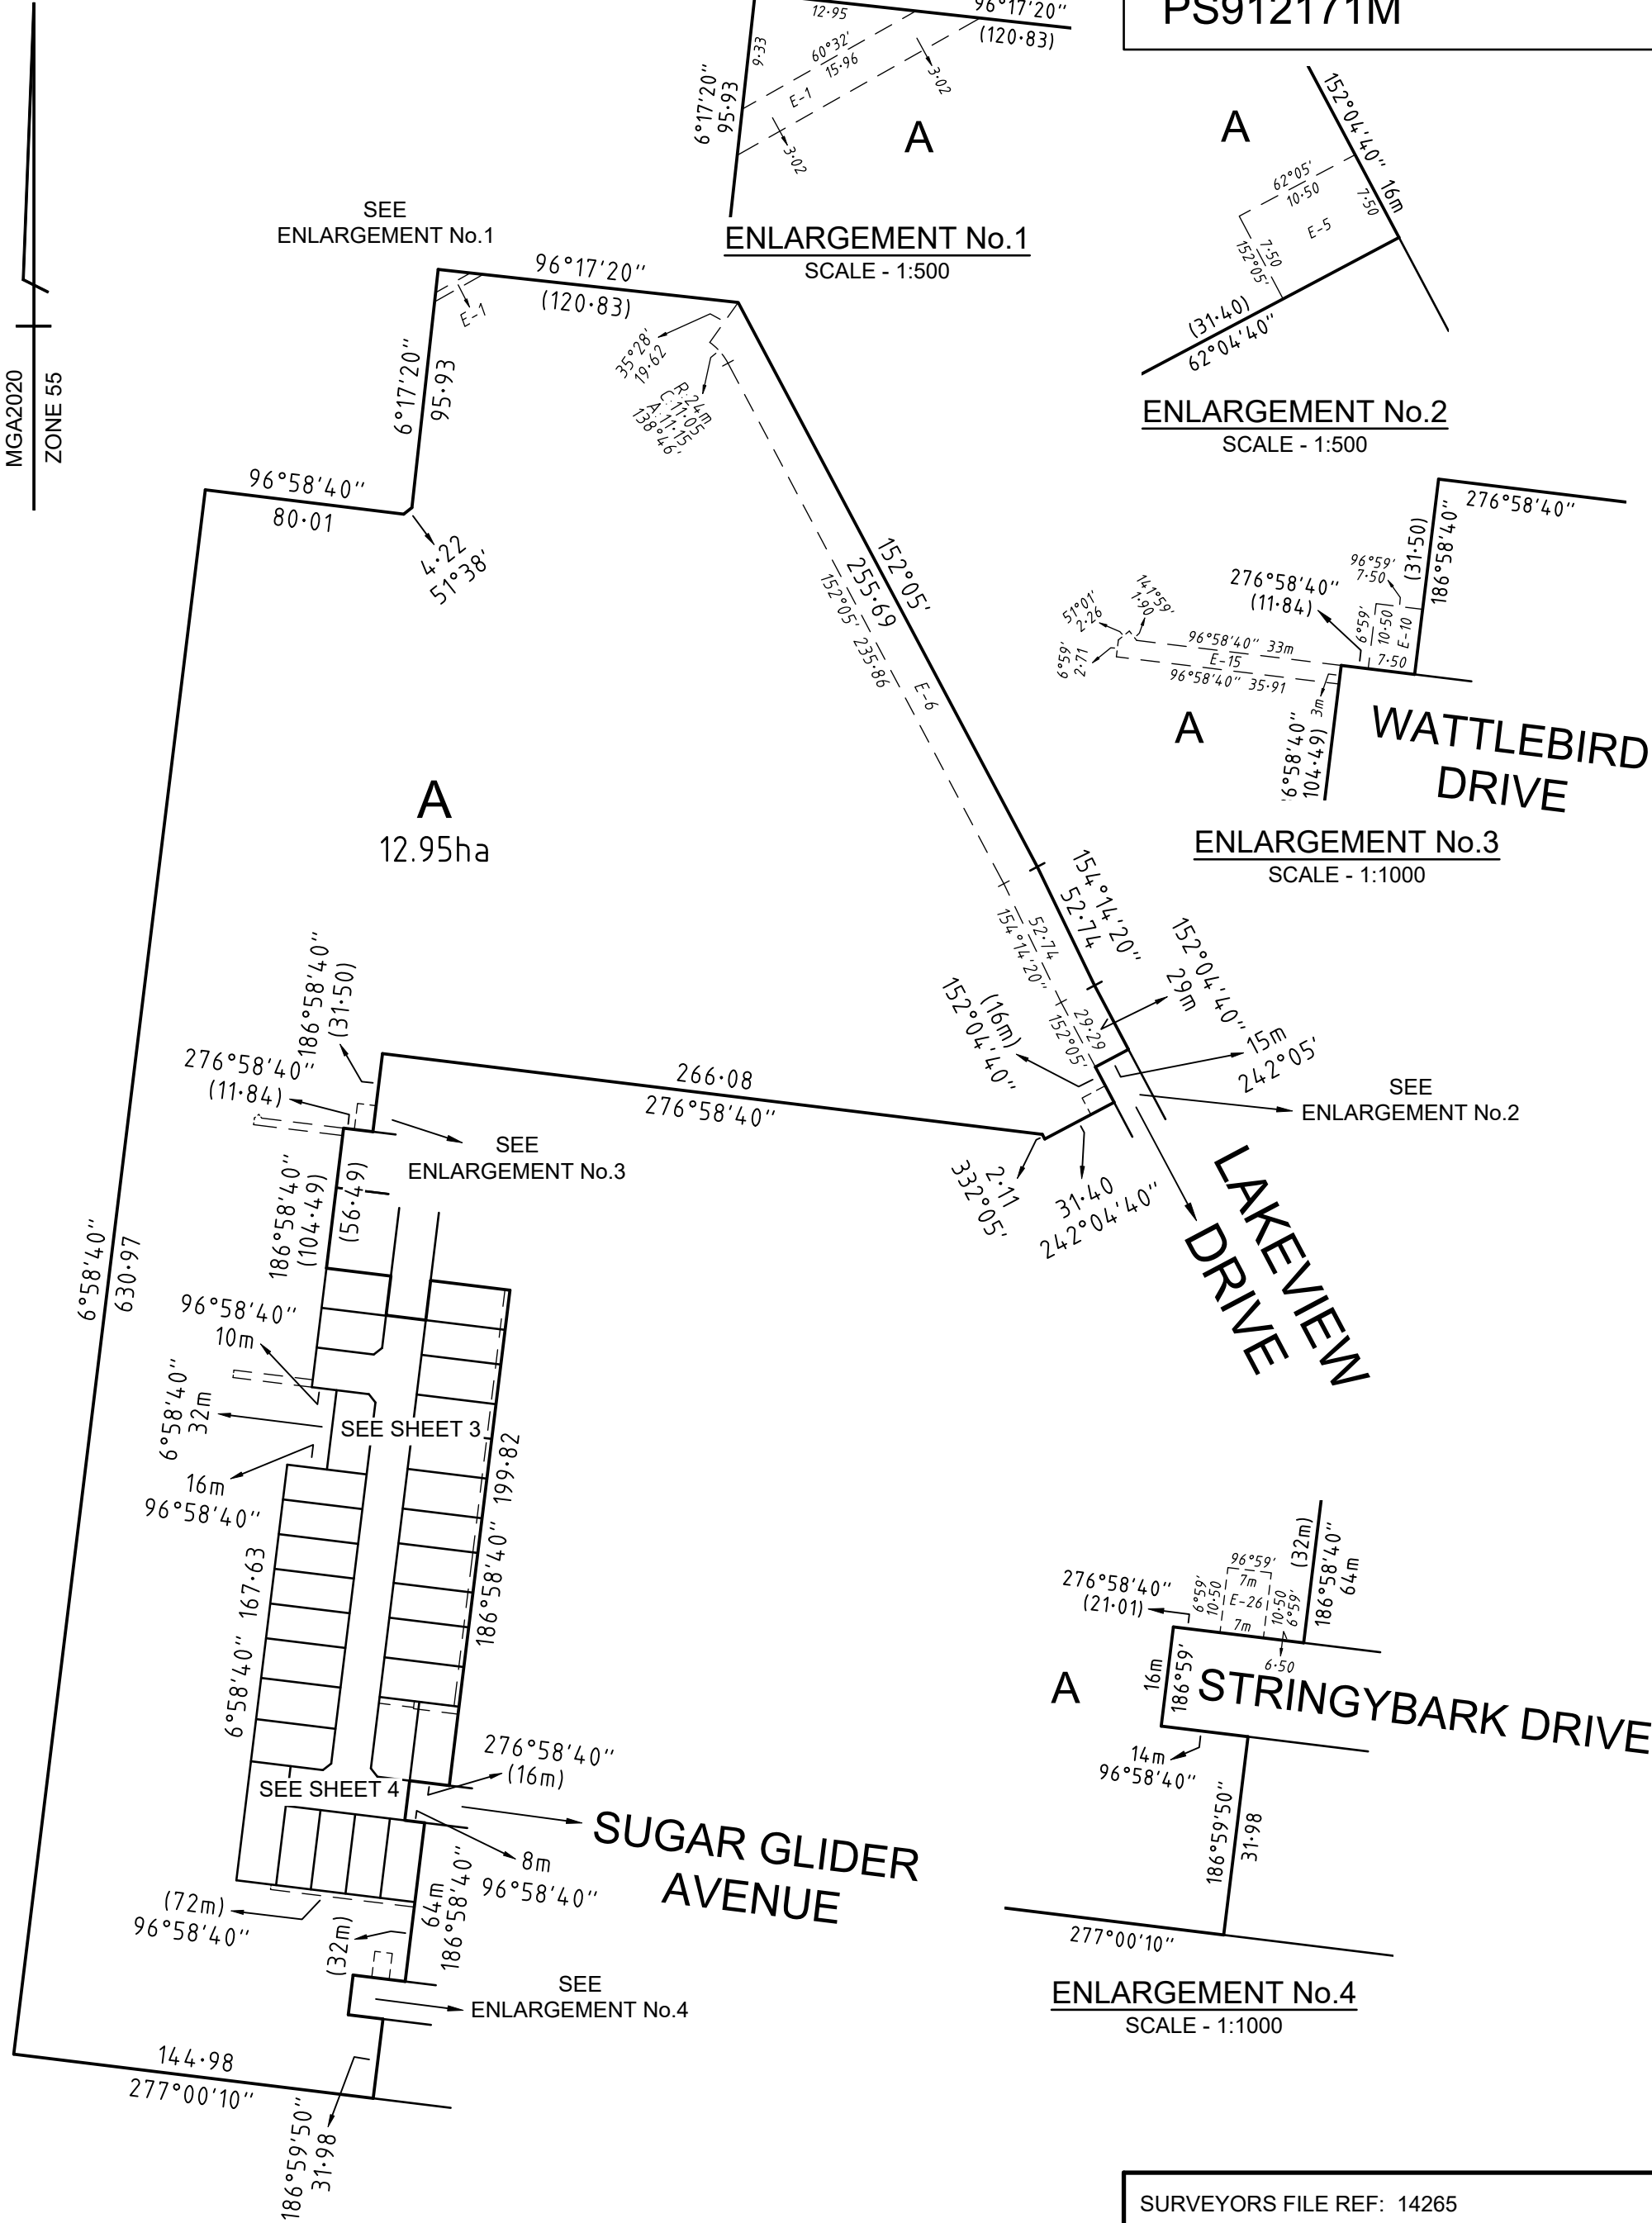 PS912171M
12·95
96°17'20"
(120·83)
9·33
6°17'20"
95·93
60°32'
15·96
E-1
3·02
3·02
A
ENLARGEMENT No.1
SCALE - 1:500
A
152°04'40" 16m
62°05'
10·50
7·50
E-5
7·50
152°05'
(31·40)
62°04'40"
ENLARGEMENT No.2
SCALE - 1:500
MGA2020
ZONE 55
SEE
ENLARGEMENT No.1
96°17'20"
(120·83)
E-1
6°17'20"
95·93
35°28'
19·62
R.24m
C.11·05
A.11·15
138°46'
96°58'40"
80·01
4·22
51°38'
152°05'
255·69
152°05' 235·86
E-6
276°58'40"
(31·50)
186°58'40"
96°59'
7·50
276°58'40"
(11·84)
6°59'
10·50
E-10
7·50
141°59'
1·90
51°01'
2·26
6°59'
2·71
96°58'40" 33m
E-15
96°58'40" 35·91
3m
6°58'40"
104·49)
A
WATTLEBIRD
DRIVE
ENLARGEMENT No.3
SCALE - 1:1000
A
12.95ha
154°14'20"
52·74
52·74
154°14'20"
152°04'40"
29m
29·29
152°05'
(16m)
152°04'40"
15m
242°05'
SEE
ENLARGEMENT No.2
186°58'40"
(31·50)
276°58'40"
(11·84)
266·08
276°58'40"
SEE
ENLARGEMENT No.3
2·11
332°05'
31·40
242°04'40"
LAKEVIEW
DRIVE
186°58'40"
(104·49)
(56·49)
6°58'40"
630·97
96°58'40"
10m
6°58'40"
32m
SEE SHEET 3
16m
96°58'40"
186°58'40" 199·82
6°58'40" 167·63
276°58'40"
(16m)
SEE SHEET 4
SUGAR GLIDER
AVENUE
8m
96°58'40"
(72m)
96°58'40"
64m
186°58'40"
(32m)
SEE
ENLARGEMENT No.4
144·98
277°00'10"
186°59'50"
31·98
(32m)
186°58'40"
64m
96°59'
7m
276°58'40"
(21·01)
6°59'
10·50
E-26
10·50
6°59'
7m
6·50
16m
186°59'
A
STRINGYBARK DRIVE
14m
96°58'40"
186°59'50"
31·98
277°00'10"
ENLARGEMENT No.4
SCALE - 1:1000
SURVEYORS FILE REF: 14265